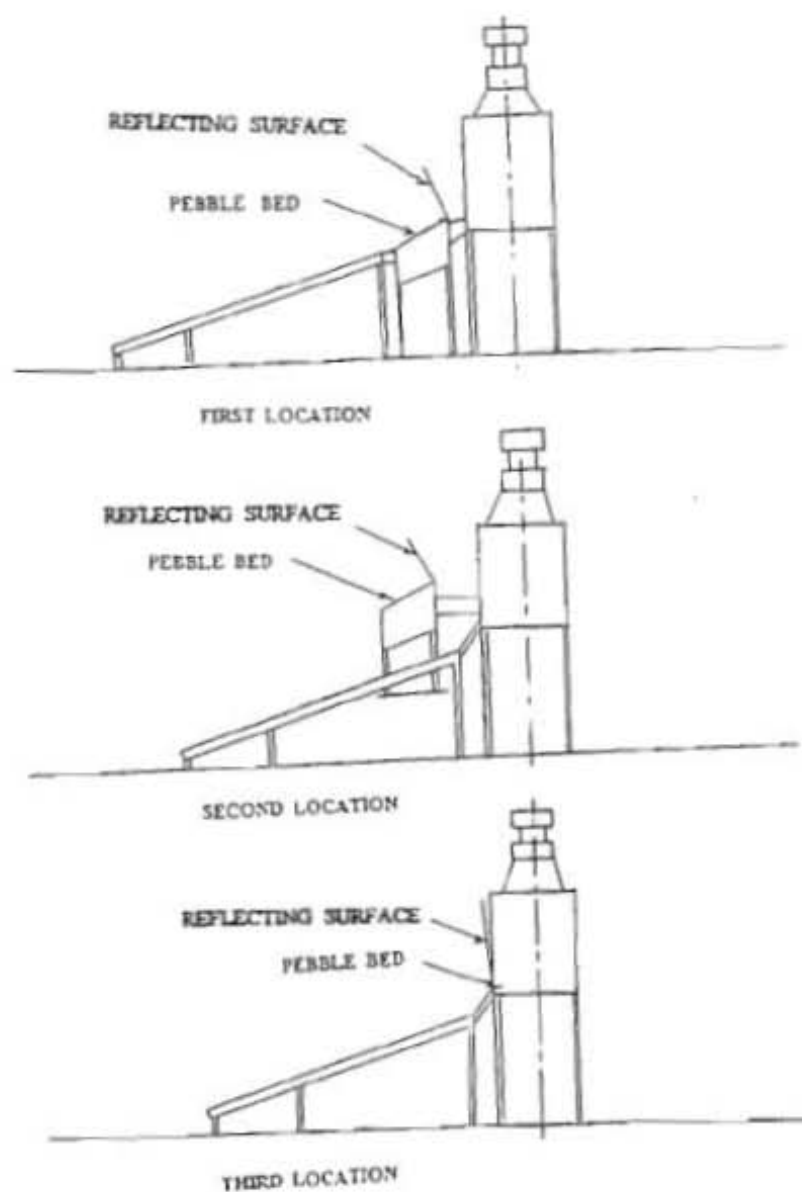 REFLECTING SURFACE
PEBBLE BED
FIRST LOCATION
REFLECTING SURFACE
PEBBLE BED
SECOND LOCATION
REFLECTING SURFACE
PEBBLE BED
THIRD LOCATION